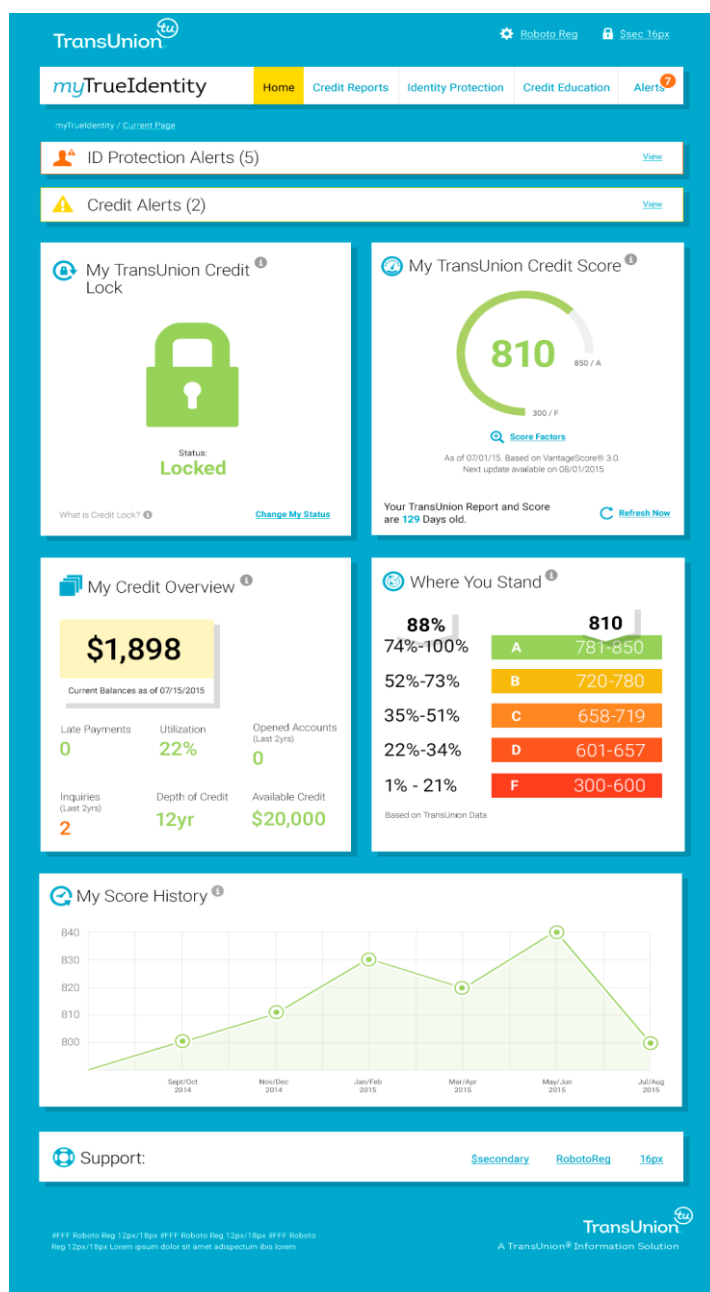 TransUnion tu
Roboto Reg $sec 16px
myTrueIdentity Home Credit Reports Identity Protection Credit Education Alerts 7
myTrueIdentity / Current Page
ID Protection Alerts (5) View
Credit Alerts (2) View
My TransUnion Credit
Lock
Status:
Locked
What is Credit Lock? Change My Status
My TransUnion Credit Score
810
850 / A
300 / F
Score Factors
As of 07/01/15. Based on VantageScore® 3.0.
Next update available on 08/01/2015
Your TransUnion Report and Score
are 129 Days old.
Refresh Now
My Credit Overview
$1,898
Current Balances as of 07/15/2015
Late Payments
0
Utilization
22%
Opened Accounts
(Last 2yrs)
0
Inquiries
(Last 2yrs)
2
Depth of Credit
12yr
Available Credit
$20,000
Where You Stand
88% 810
74%-100% A 781-850
52%-73% B 720-780
35%-51% C 658-719
22%-34% D 601-657
1% - 21% F 300-600
Based on TransUnion Data
My Score History
840
830
820
810
800
Sept/Oct
2014
Nov/Dec
2014
Jan/Feb
2015
Mar/Apr
2015
May/Jun
2015
Jul/Aug
2015
Support: $secondary RobotoReg 16px
#FFF Roboto Reg 12px/18px #FFF Roboto Reg 12px/18px #FFF Roboto
Reg 12px/18px Lorem ipsum dolor sit amet adispectum ibis lorem
TransUnion tu
A TransUnion® Information Solution